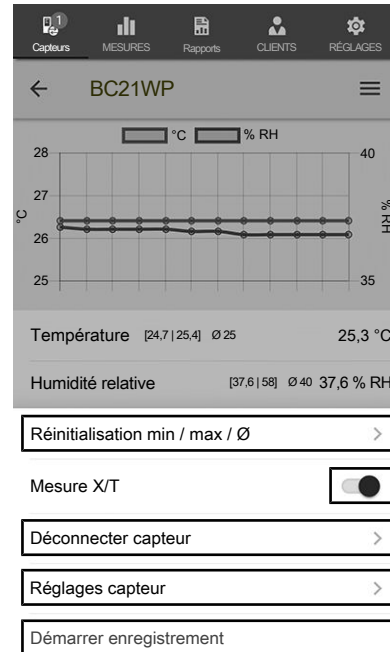 1
Capteurs MESURES Rapports CLIENTS RÉGLAGES
BC21WP
°C % RH
28 40
27
°C % RH
26
25 35
Température [24,7 | 25,4] Ø 25 25,3 °C
Humidité relative [37,6 | 58] Ø 40 37,6 % RH
Réinitialisation min / max / Ø
Mesure X/T
Déconnecter capteur
Réglages capteur
Démarrer enregistrement